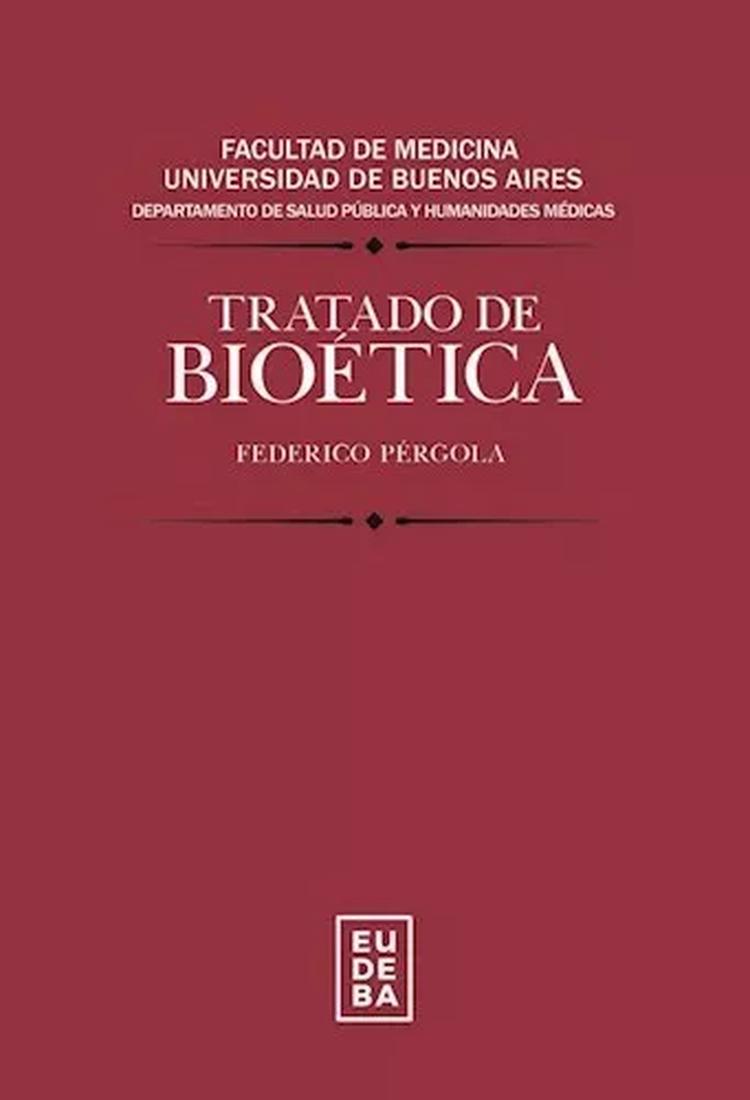 FACULTAD DE MEDICINA
UNIVERSIDAD DE BUENOS AIRES
DEPARTAMENTO DE SALUD PÚBLICA Y HUMANIDADES MÉDICAS
TRATADO DE
BIOÉTICA
FEDERICO PÉRGOLA
EU
DE
BA